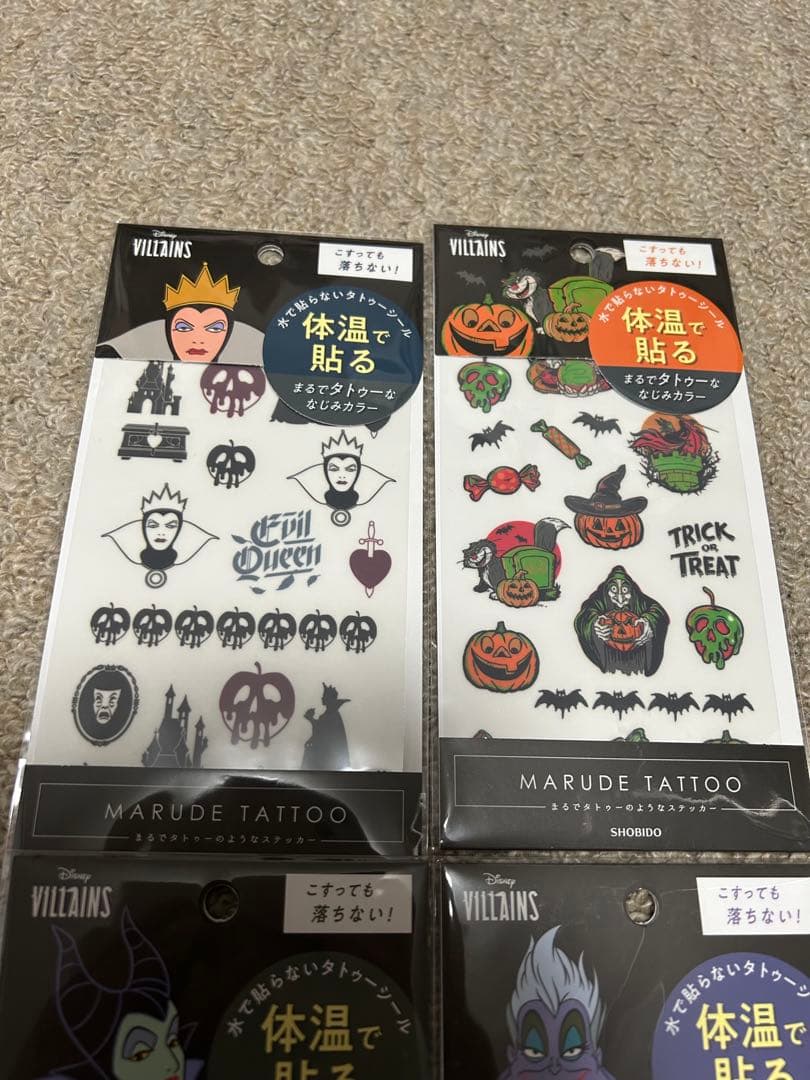 Disney
VILLAINS
こすっても
落ちない!
水で貼らないタトゥーシール
体温で
貼る
まるでタトゥーな
なじみカラー
Evil
Queen
MARUDE TATTOO
まるでタトゥーのようなステッカー
Disney
VILLAINS
こすっても
落ちない!
水で貼らないタトゥーシール
体温で
貼る
まるでタトゥーな
なじみカラー
TRICK
OR
TREAT
MARUDE TATTOO
まるでタトゥーのようなステッカー
SHOBIDO
Disney
VILLAINS
こすっても
落ちない!
水で貼らないタトゥーシール
体温で
貼る
Disney
VILLAINS
こすっても
落ちない!
水で貼らないタトゥーシール
体温で
貼る